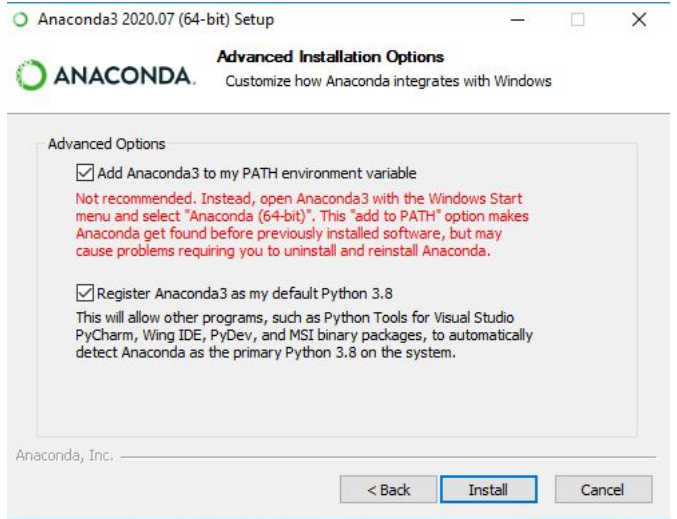 Anaconda3 2020.07 (64-bit) Setup
ANACONDA.
Advanced Installation Options
Customize how Anaconda integrates with Windows
Advanced Options
Add Anaconda3 to my PATH environment variable
Not recommended. Instead, open Anaconda3 with the Windows Start
menu and select "Anaconda (64-bit)". This "add to PATH" option makes
Anaconda get found before previously installed software, but may
cause problems requiring you to uninstall and reinstall Anaconda.
Register Anaconda3 as my default Python 3.8
This will allow other programs, such as Python Tools for Visual Studio
PyCharm, Wing IDE, PyDev, and MSI binary packages, to automatically
detect Anaconda as the primary Python 3.8 on the system.
Anaconda, Inc.
< Back
Install
Cancel